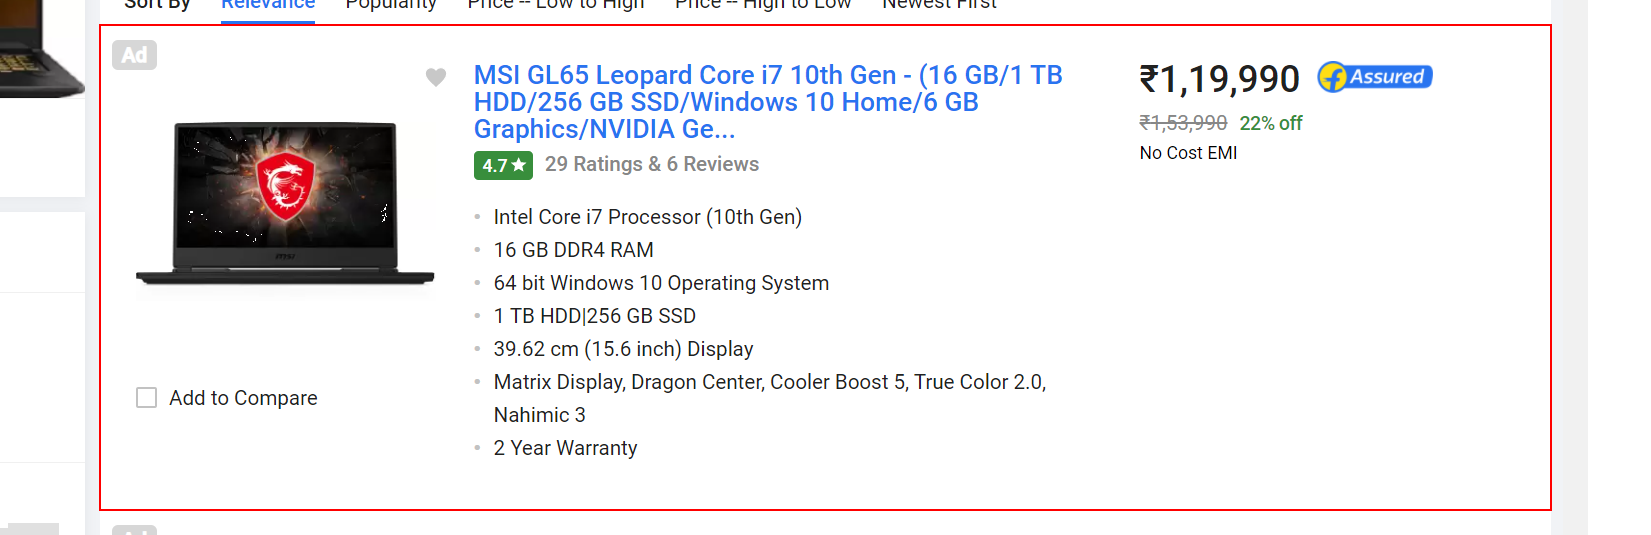 Sort By Relevance Popularity Price -- Low to High Price -- High to Low Newest First
Ad
MSI GL65 Leopard Core i7 10th Gen - (16 GB/1 TB
HDD/256 GB SSD/Windows 10 Home/6 GB
Graphics/NVIDIA Ge...
4.7★ 29 Ratings & 6 Reviews
Intel Core i7 Processor (10th Gen)
16 GB DDR4 RAM
64 bit Windows 10 Operating System
1 TB HDD|256 GB SSD
39.62 cm (15.6 inch) Display
Matrix Display, Dragon Center, Cooler Boost 5, True Color 2.0,
Nahimic 3
2 Year Warranty
₹1,19,990 Assured
₹1,53,990 22% off
No Cost EMI
msi
Add to Compare
Ad